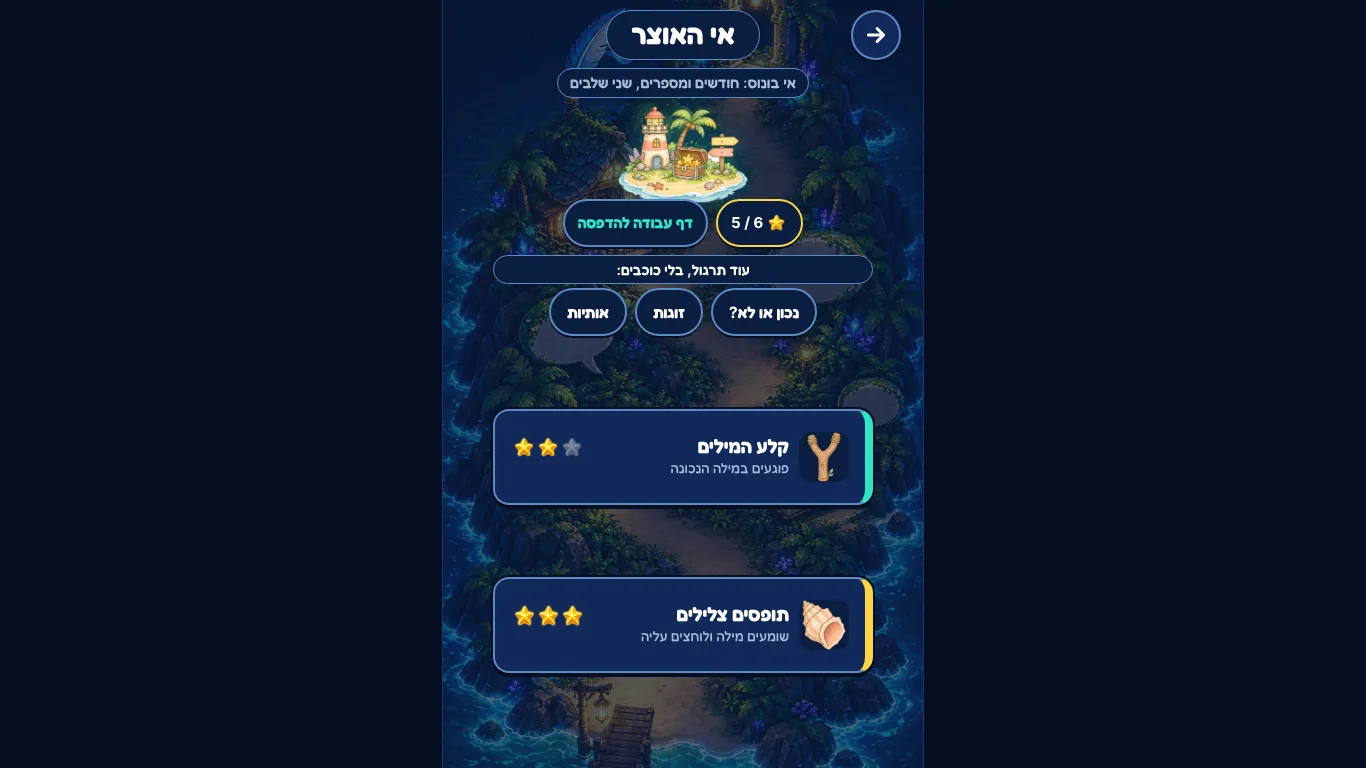 אי האוצר
אי בונוס: חודשים ומספרים, שני שלבים
5 / 6
דף עבודה להדפסה
עוד תרגול, בלי כוכבים:
נכון או לא?
זוגות
אותיות
קלע המילים
פוגעים במילה הנכונה
תופסים צלילים
שומעים מילה ולוחצים עליה